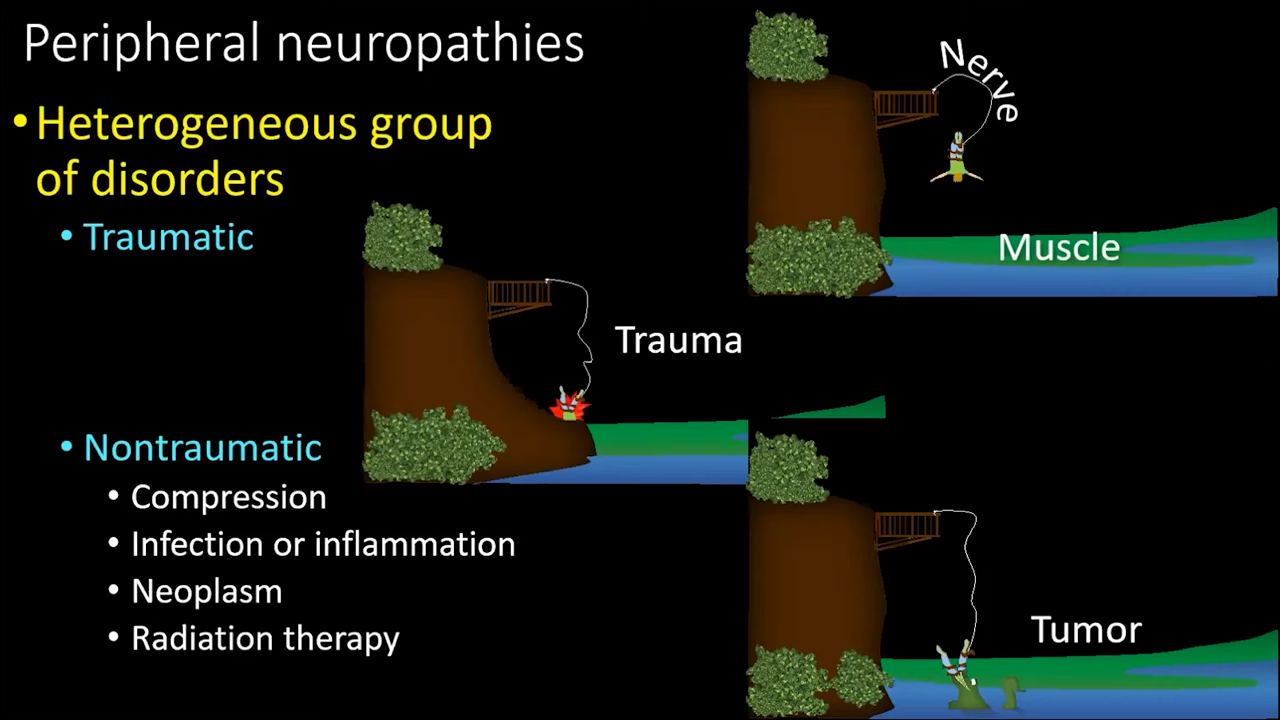 Peripheral neuropathies
• Heterogeneous group
of disorders
• Traumatic
• Nontraumatic
• Compression
• Infection or inflammation
• Neoplasm
• Radiation therapy
Nerve
Muscle
Trauma
Tumor